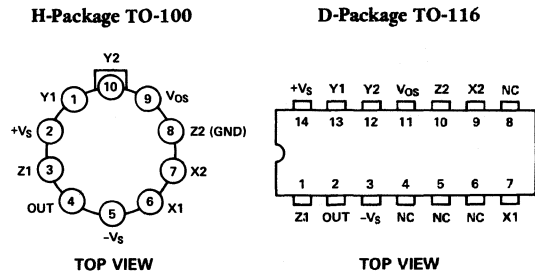 H-Package TO-100
Y2
10
Y1
1
9
VOS
+VS
2
8
Z2 (GND)
Z1
3
7
X2
OUT
4
5
6
X1
–VS
TOP VIEW
D-Package TO-116
+VS Y1 Y2 VOS Z2 X2 NC
14 13 12 11 10 9 8
1 2 3 4 5 6 7
Z1 OUT –VS NC NC NC X1
TOP VIEW